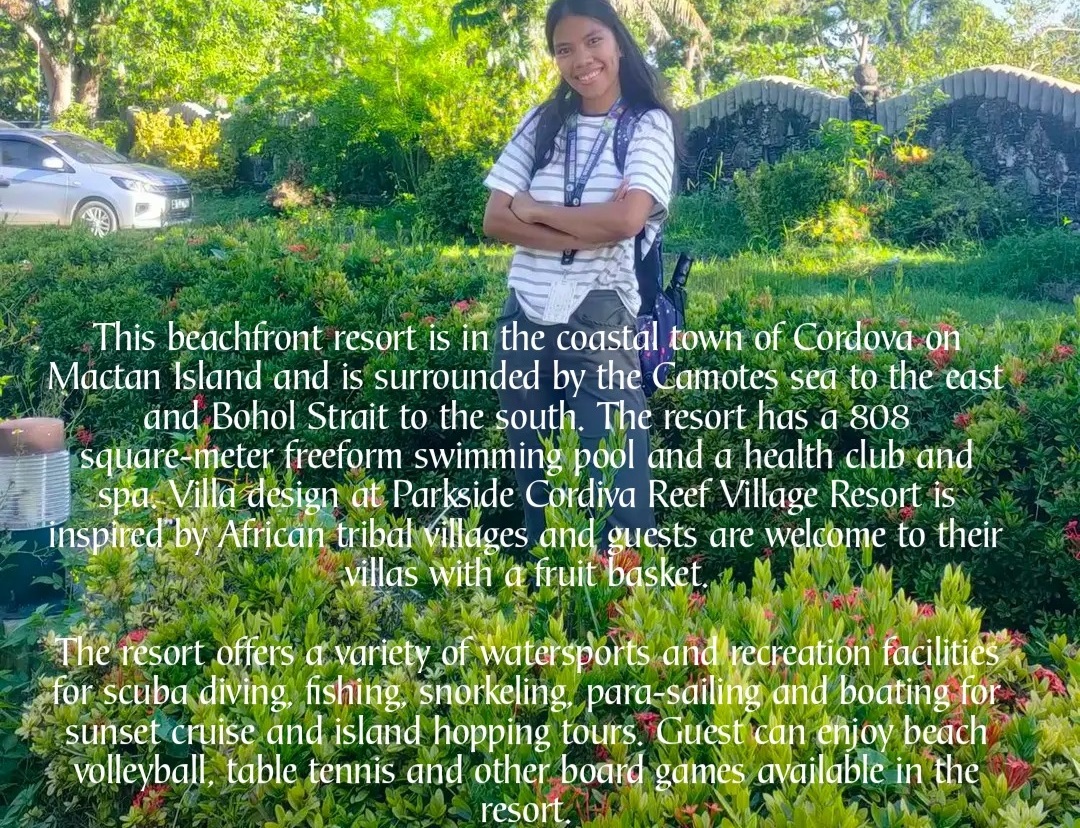 This beachfront resort is in the coastal town of Cordova on
Mactan Island and is surrounded by the Camotes sea to the east
and Bohol Strait to the south. The resort has a 808
square-meter freeform swimming pool and a health club and
spa. Villa design at Parkside Cordiva Reef Village Resort is
inspired by African tribal villages and guests are welcome to their
villas with a fruit basket.
The resort offers a variety of watersports and recreation facilities
for scuba diving, fishing, snorkeling, para-sailing and boating for
sunset cruise and island hopping tours. Guest can enjoy beach
volleyball, table tennis and other board games available in the
resort.